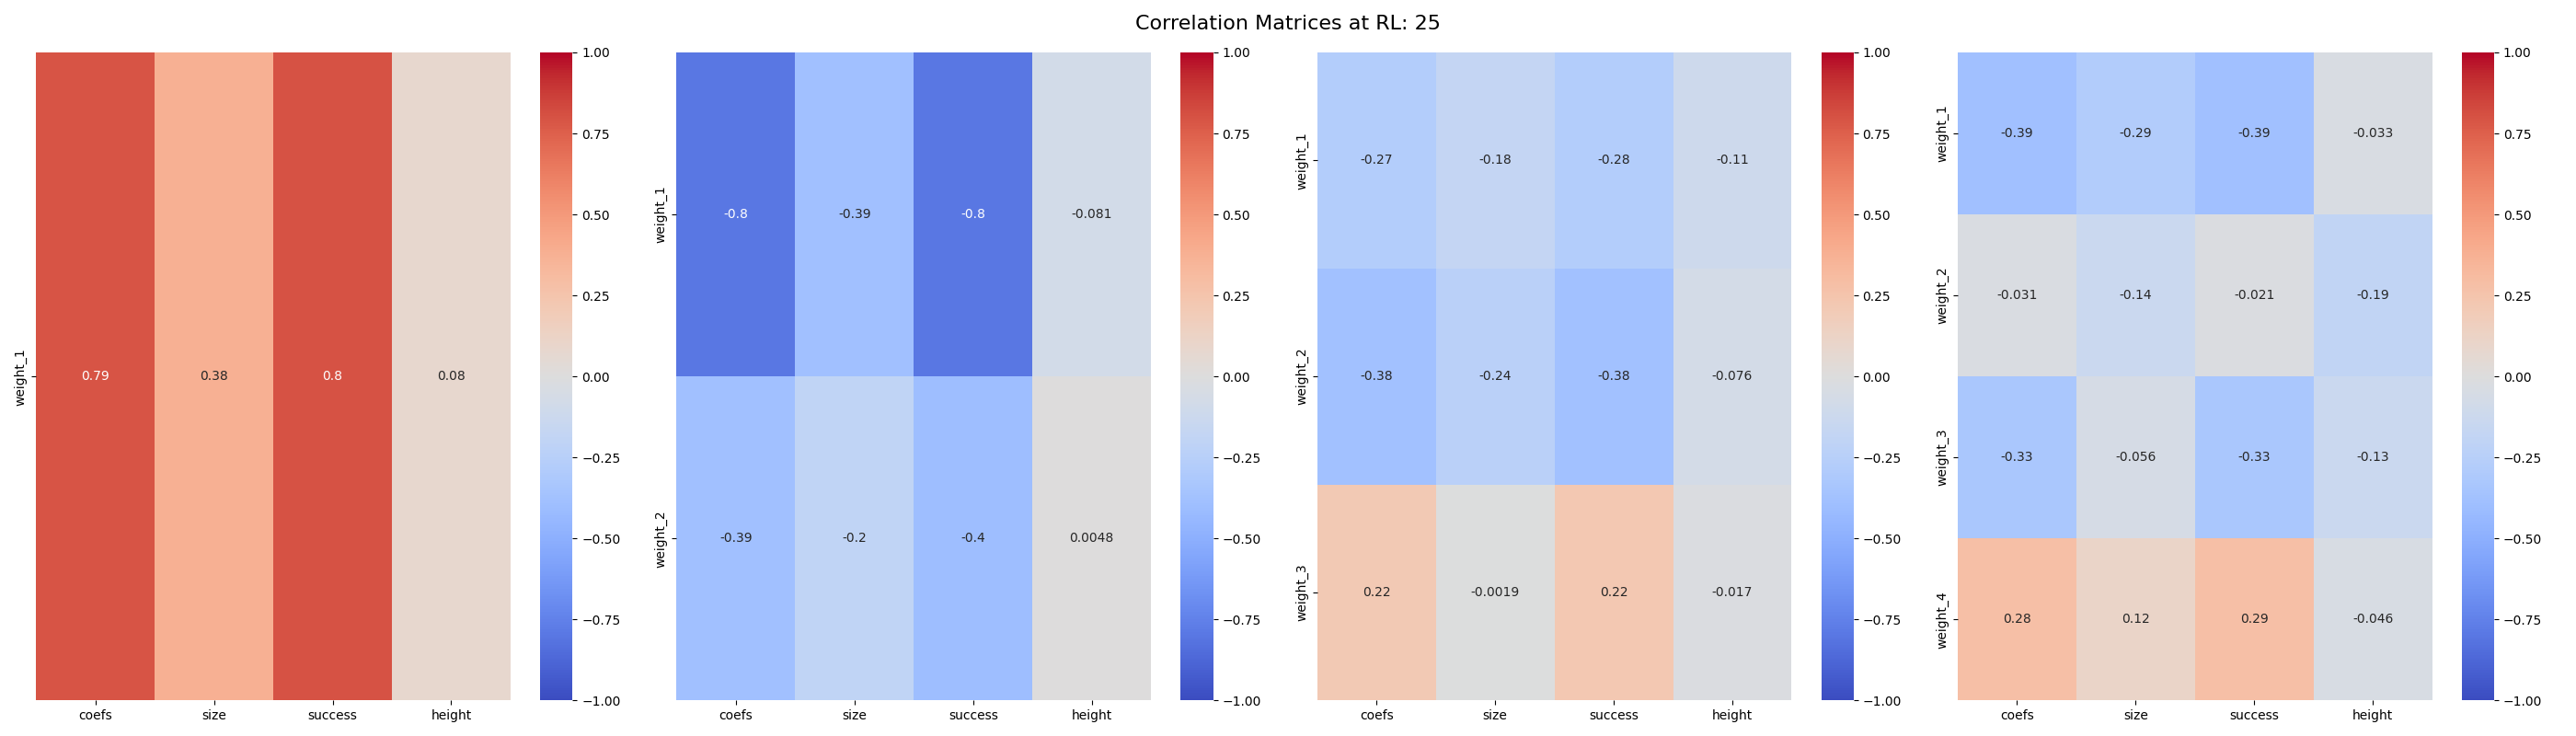 Correlation Matrices at RL: 25
weight_1
0.79 0.38 0.8 0.08
coefs size success height
1.00
0.75
0.50
0.25
0.00
−0.25
−0.50
−0.75
−1.00
weight_1
-0.8 -0.39 -0.8 -0.081
weight_2
-0.39 -0.2 -0.4 0.0048
coefs size success height
1.00
0.75
0.50
0.25
0.00
−0.25
−0.50
−0.75
−1.00
weight_1
-0.27 -0.18 -0.28 -0.11
weight_2
-0.38 -0.24 -0.38 -0.076
weight_3
0.22 -0.0019 0.22 -0.017
coefs size success height
1.00
0.75
0.50
0.25
0.00
−0.25
−0.50
−0.75
−1.00
weight_1
-0.39 -0.29 -0.39 -0.033
weight_2
-0.031 -0.14 -0.021 -0.19
weight_3
-0.33 -0.056 -0.33 -0.13
weight_4
0.28 0.12 0.29 -0.046
coefs size success height
1.00
0.75
0.50
0.25
0.00
−0.25
−0.50
−0.75
−1.00